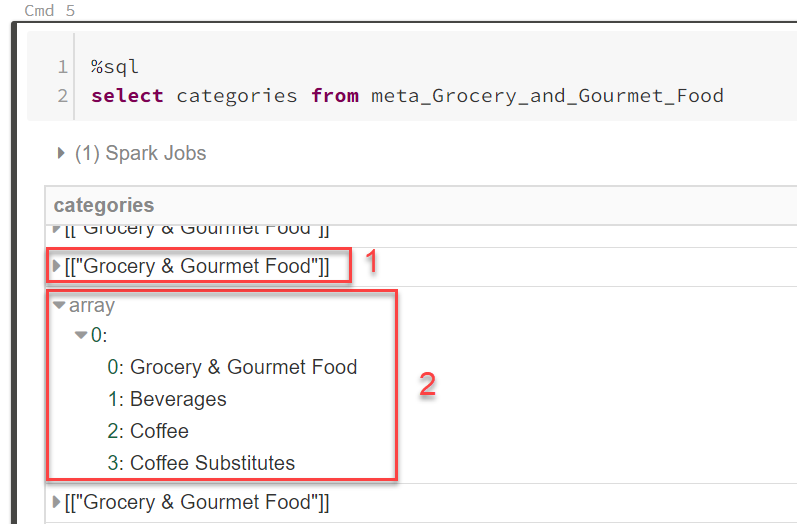 Cmd 5
1 %sql
2 select categories from meta_Grocery_and_Gourmet_Food
(1) Spark Jobs
categories
[["Grocery & Gourmet Food"]]
[["Grocery & Gourmet Food"]] 1
array
0:
0: Grocery & Gourmet Food
1: Beverages
2
2: Coffee
3: Coffee Substitutes
[["Grocery & Gourmet Food"]]